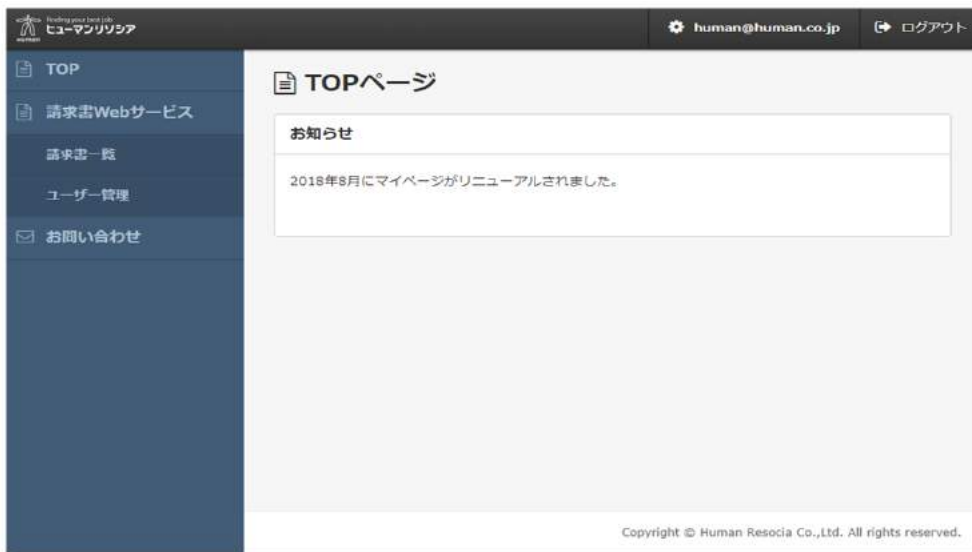 Finding your best job
ヒューマンリソシア
human@human.co.jp
ログアウト
TOP
請求書Webサービス
請求書一覧
ユーザー管理
お問い合わせ
TOPページ
お知らせ
2018年8月にマイページがリニューアルされました。
Copyright © Human Resocia Co.,Ltd. All rights reserved.